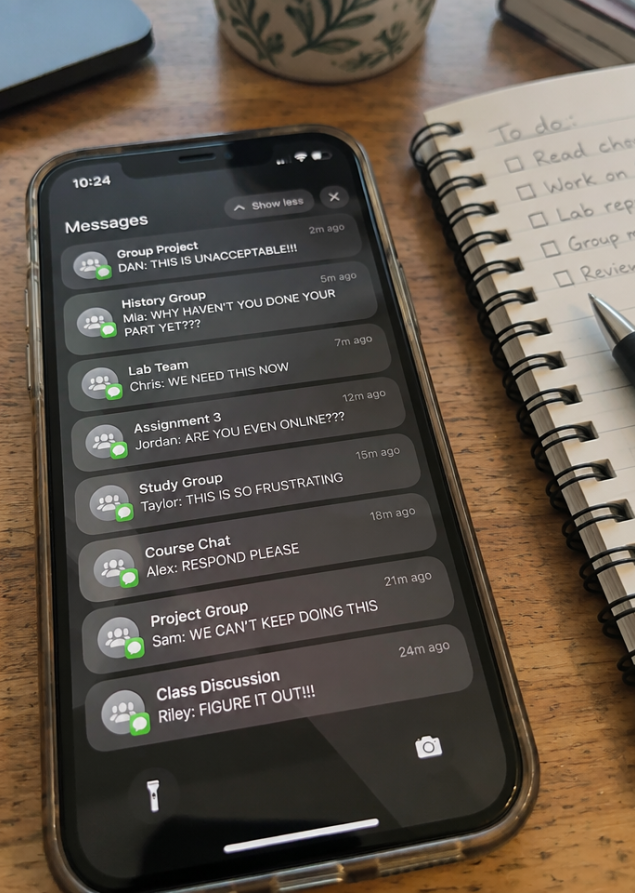 10:24
Messages
Show less
2m ago
Group Project
DAN: THIS IS UNACCEPTABLE!!!
5m ago
History Group
Mia: WHY HAVEN'T YOU DONE YOUR
PART YET???
7m ago
Lab Team
Chris: WE NEED THIS NOW
12m ago
Assignment 3
Jordan: ARE YOU EVEN ONLINE???
15m ago
Study Group
Taylor: THIS IS SO FRUSTRATING
18m ago
Course Chat
Alex: RESPOND PLEASE
21m ago
Project Group
Sam: WE CAN'T KEEP DOING THIS
24m ago
Class Discussion
Riley: FIGURE IT OUT!!!
To do:
Read
Work on
Lab
Group
Review